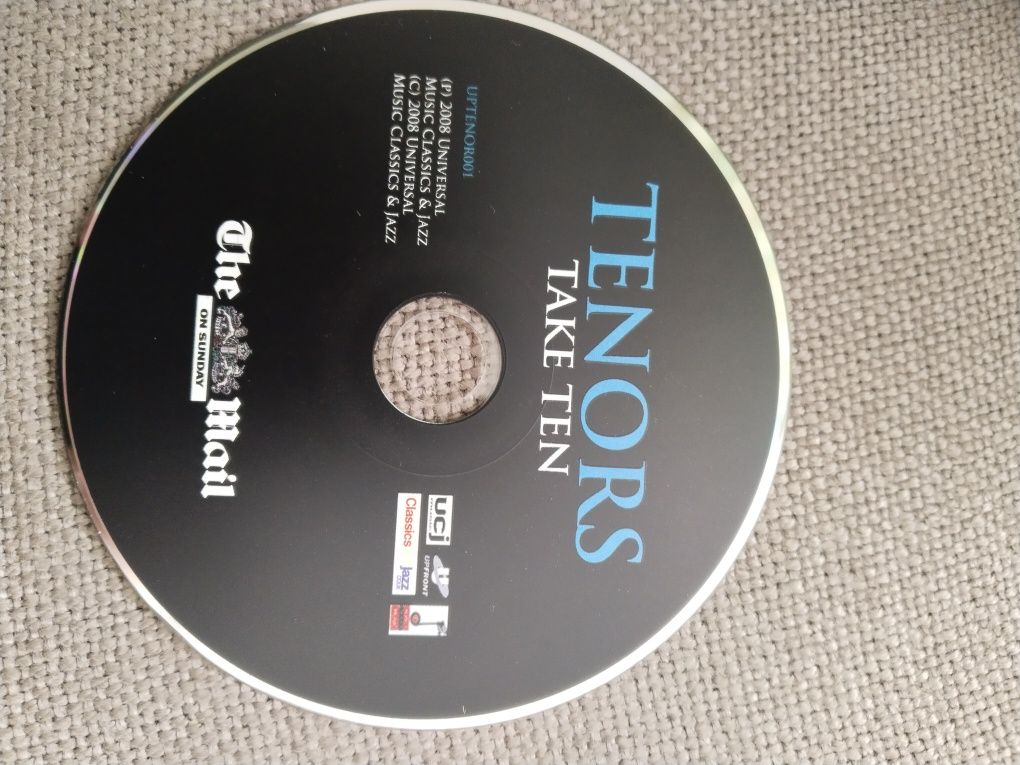 TENORS
TAKE TEN
UPTENOR001
(P) 2008 UNIVERSAL
MUSIC CLASSICS & JAZZ
(C) 2008 UNIVERSAL
MUSIC CLASSICS & JAZZ
ucj
UPFRONT
Classics
jazz
The Mail
ON SUNDAY